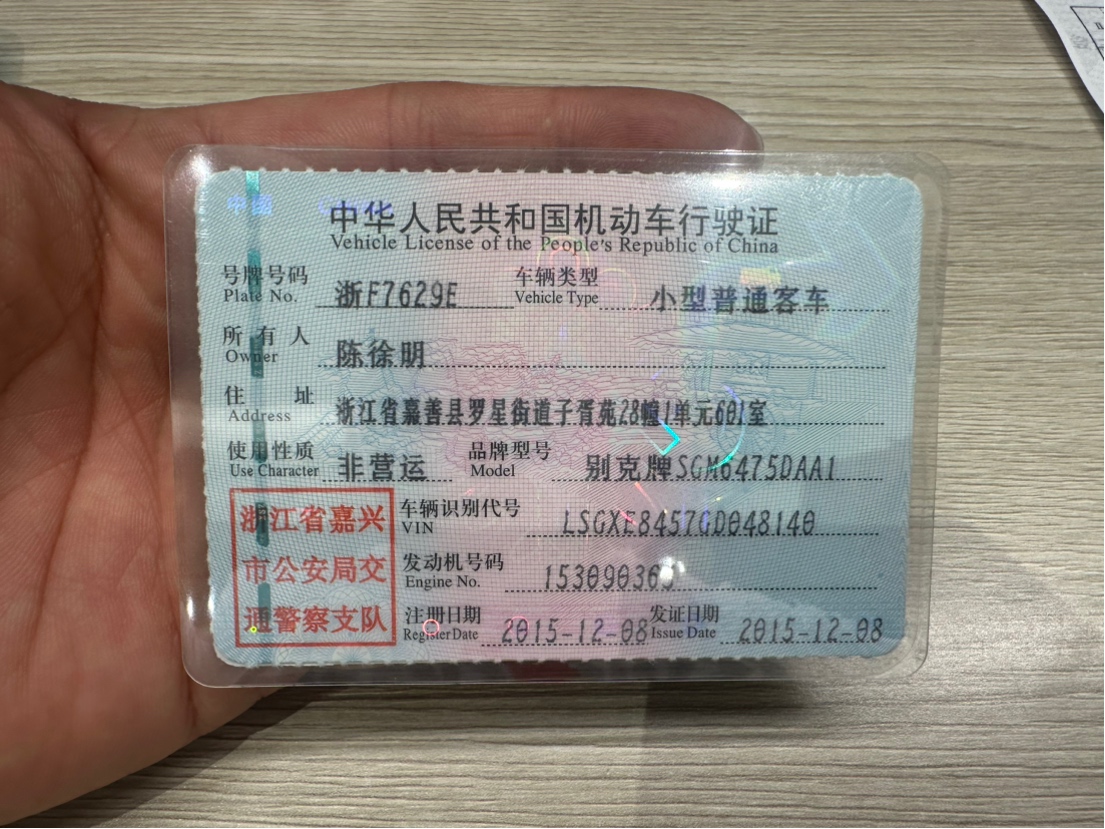 中华人民共和国机动车行驶证
Vehicle License of the People's Republic of China
号牌号码 浙F7629E 车辆类型 小型普通客车
Plate No. Vehicle Type
所有人 陈徐明
Owner
住址 浙江省嘉善县罗星街道子胥苑28幢1单元601室
Address
使用性质 非营运 品牌型号 别克牌SGM6475DAA1
Use Character Model
浙江省嘉兴
市公安局交
通警察支队
车辆识别代号 LSGXE8457GD048140
VIN
发动机号码 153090363
Engine No.
注册日期 2015-12-08 发证日期 2015-12-08
Register Date Issue Date